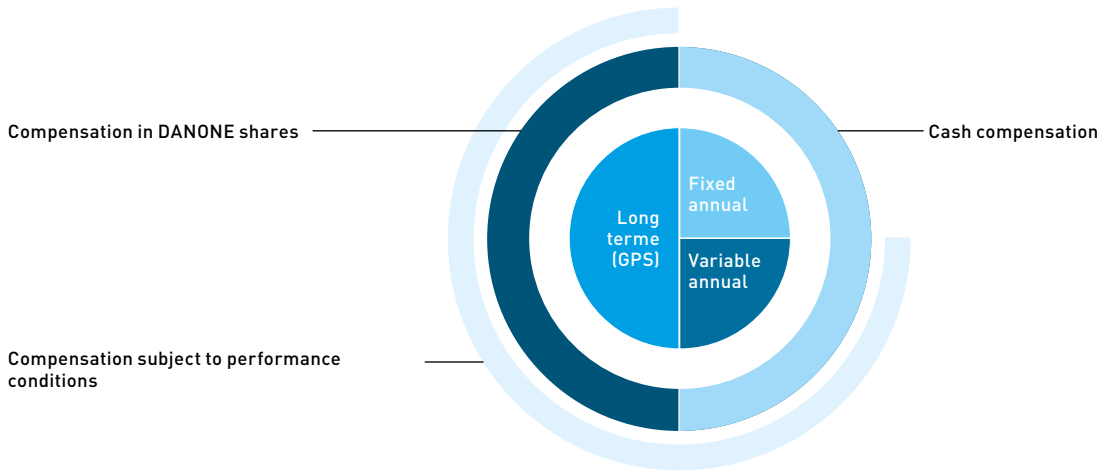 Compensation in DANONE shares
Cash compensation
Fixed
annual
Long
terme
(GPS)
Variable
annual
Compensation subject to performance
conditions